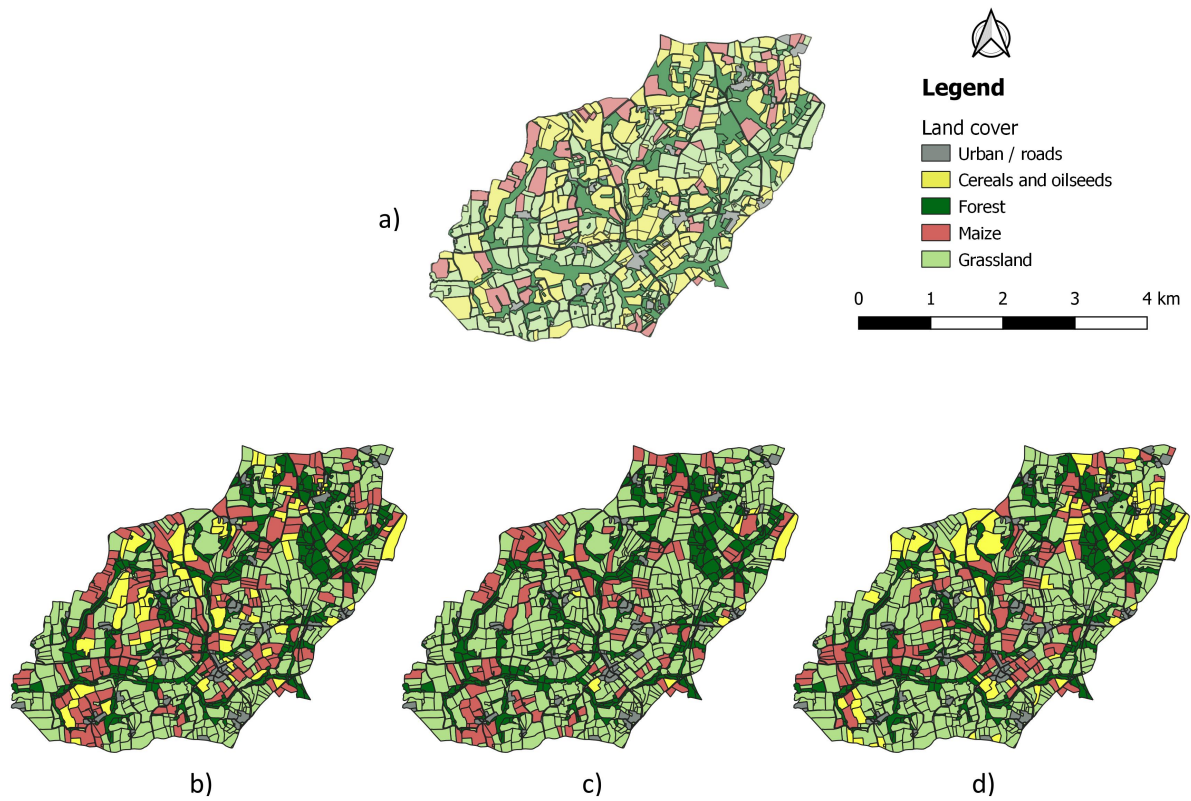 Legend
Land cover
Urban / roads
Cereals and oilseeds
Forest
Maize
Grassland
a)
0 1 2 3 4 km
b) c) d)